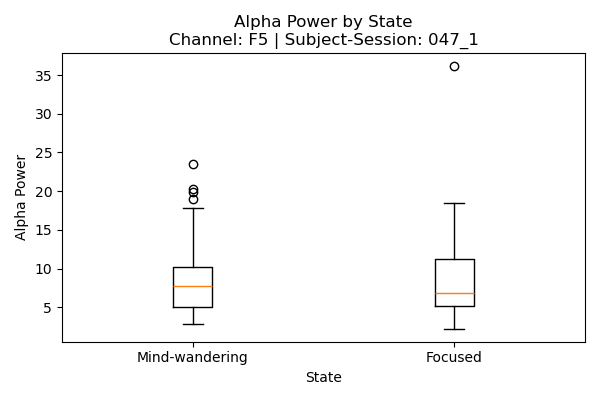 Alpha Power by State
Channel: F5 | Subject-Session: 047_1
Alpha Power
35
30
25
20
15
10
5
Mind-wandering
Focused
State